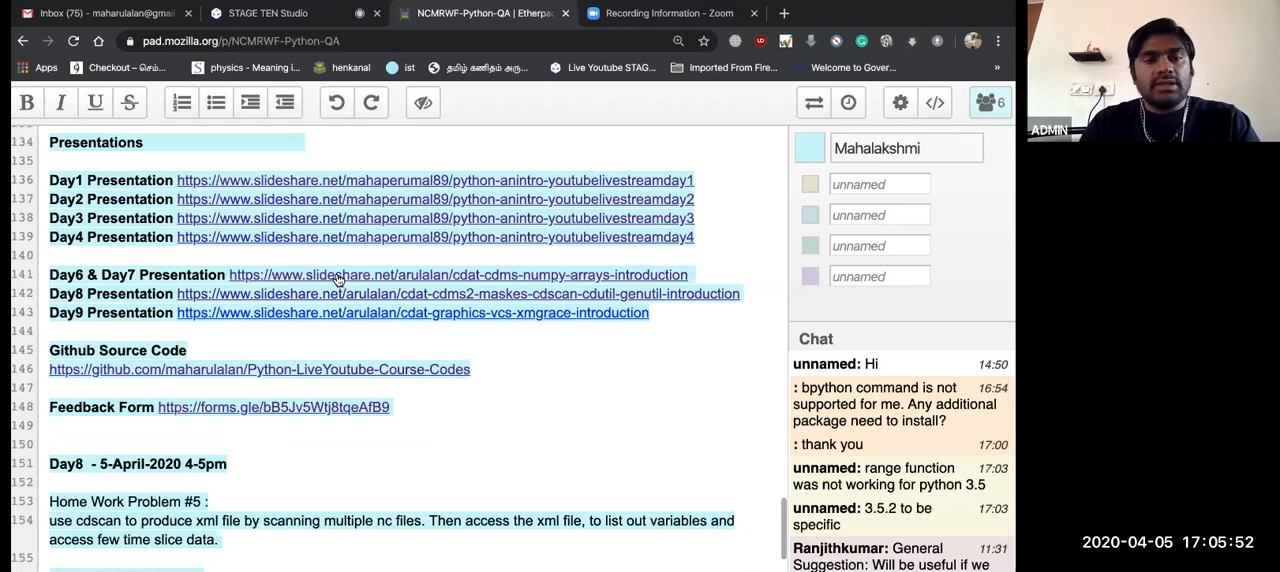 Inbox (75) - maharulalan@gmail
STAGE TEN Studio
NCMRWF-Python-QA | Etherpa
Recording Information - Zoom
pad.mozilla.org/p/NCMRWF-Python-QA
Apps
Checkout – செம்...
physics - Meaning i...
henkanal
ist
தமிழ் கணிதம் அரு...
Live Youtube STAG...
Imported From Fire...
Welcome to Gover...
»
B I U S
6
134 Presentations
135
136 Day1 Presentation https://www.slideshare.net/mahaperumal89/python-anintro-youtubelivestreamday1
137 Day2 Presentation https://www.slideshare.net/mahaperumal89/python-anintro-youtubelivestreamday2
138 Day3 Presentation https://www.slideshare.net/mahaperumal89/python-anintro-youtubelivestreamday3
139 Day4 Presentation https://www.slideshare.net/mahaperumal89/python-anintro-youtubelivestreamday4
140
141 Day6 & Day7 Presentation https://www.slideshare.net/arulalan/cdat-cdms-numpy-arrays-introduction
142 Day8 Presentation https://www.slideshare.net/arulalan/cdat-cdms2-maskes-cdscan-cdutil-genutil-introduction
143 Day9 Presentation https://www.slideshare.net/arulalan/cdat-graphics-vcs-xmgrace-introduction
144
145 Github Source Code
146 https://github.com/maharulalan/Python-LiveYoutube-Course-Codes
147
148 Feedback Form https://forms.gle/bB5Jv5Wtj8tqeAfB9
149
150
151 Day8 - 5-April-2020 4-5pm
152
153 Home Work Problem #5 :
154 use cdscan to produce xml file by scanning multiple nc files. Then access the xml file, to list out variables and
access few time slice data.
155
Mahalakshmi
unnamed
unnamed
unnamed
unnamed
Chat
unnamed: Hi 14:50
: bpython command is not 16:54
supported for me. Any additional
package need to install?
: thank you 17:00
unnamed: range function 17:03
was not working for python 3.5
unnamed: 3.5.2 to be 17:03
specific
Ranjithkumar: General 11:31
Suggestion: Will be useful if we
ADMIN
2020-04-05 17:05:52